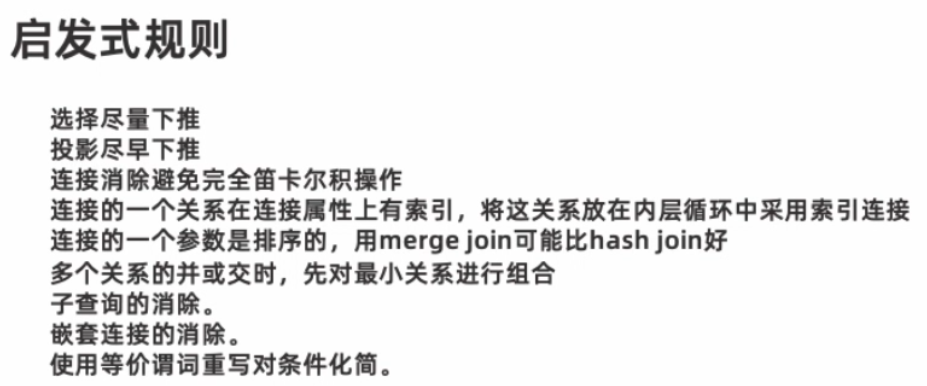 启发式规则
选择尽量下推
投影尽早下推
连接消除避免完全笛卡尔积操作
连接的一个关系在连接属性上有索引，将这关系放在内层循环中采用索引连接
连接的一个参数是排序的，用merge join可能比hash join好
多个关系的并或交时，先对最小关系进行组合
子查询的消除。
嵌套连接的消除。
使用等价谓词重写对条件化简。